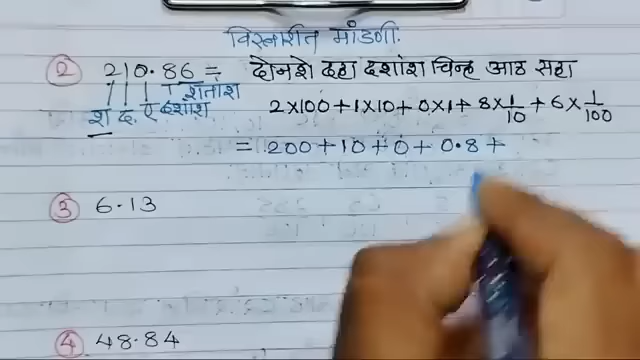 विस्तारित मांडणी.
② 210.86 = दोनशे दहा दशांश चिन्ह आठ सहा
श द. ए दशांश शतांश
2×100+1×10+0×1+8×1/10+6×1/100
= 200+10+0+0.8+
③ 6.13
④ 48.84